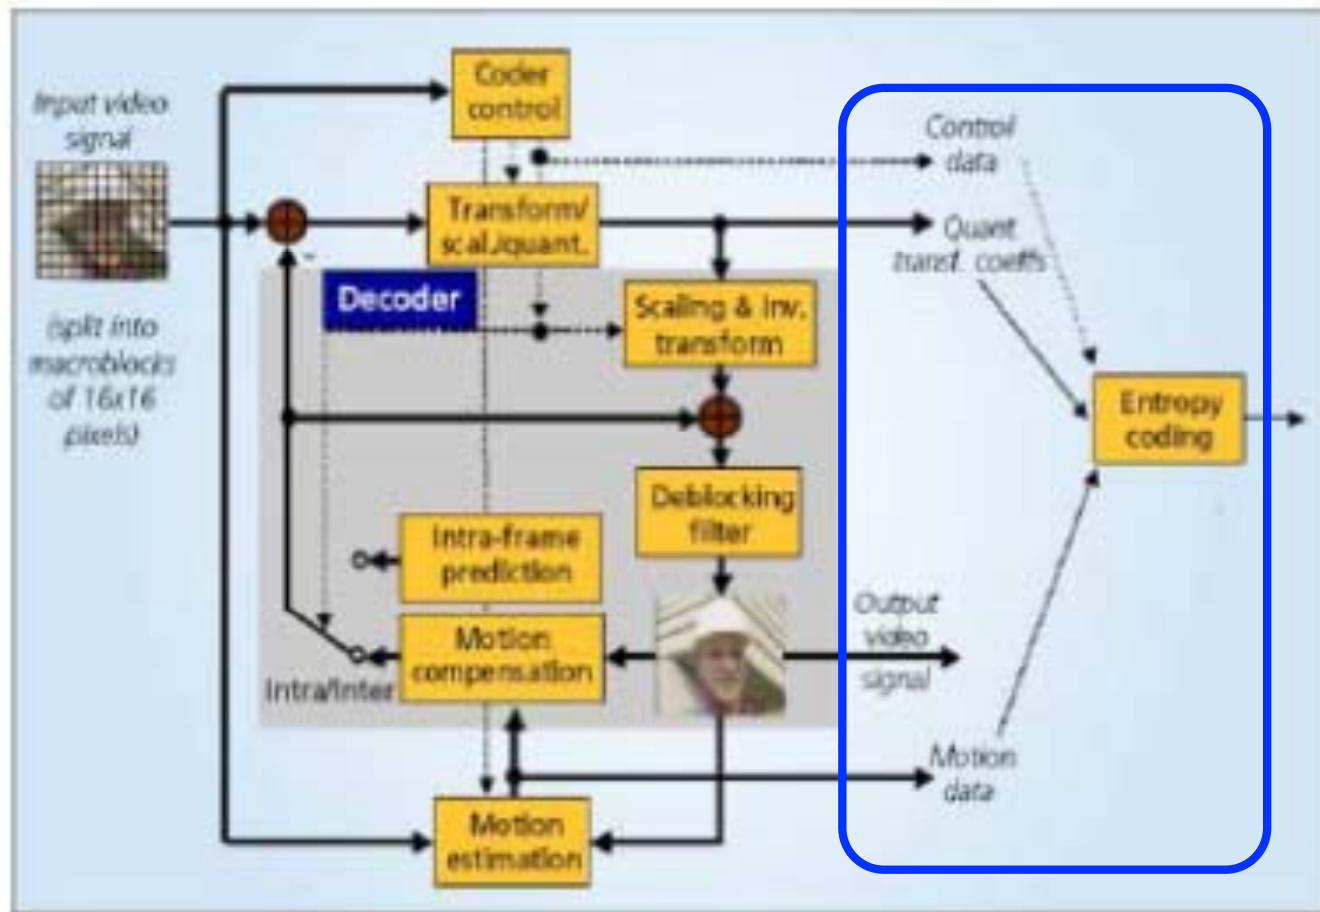 Input video
signal
(split into
macroblocks
of 16x16
pixels)
Coder
control
Transform/
scal./quant.
Decoder
Scaling & inv.
transform
Deblocking
filter
Intra-frame
prediction
Motion
compensation
Intra/Inter
Motion
estimation
Control
data
Quant
transf. coeffs
Entropy
coding
Output
video
signal
Motion
data